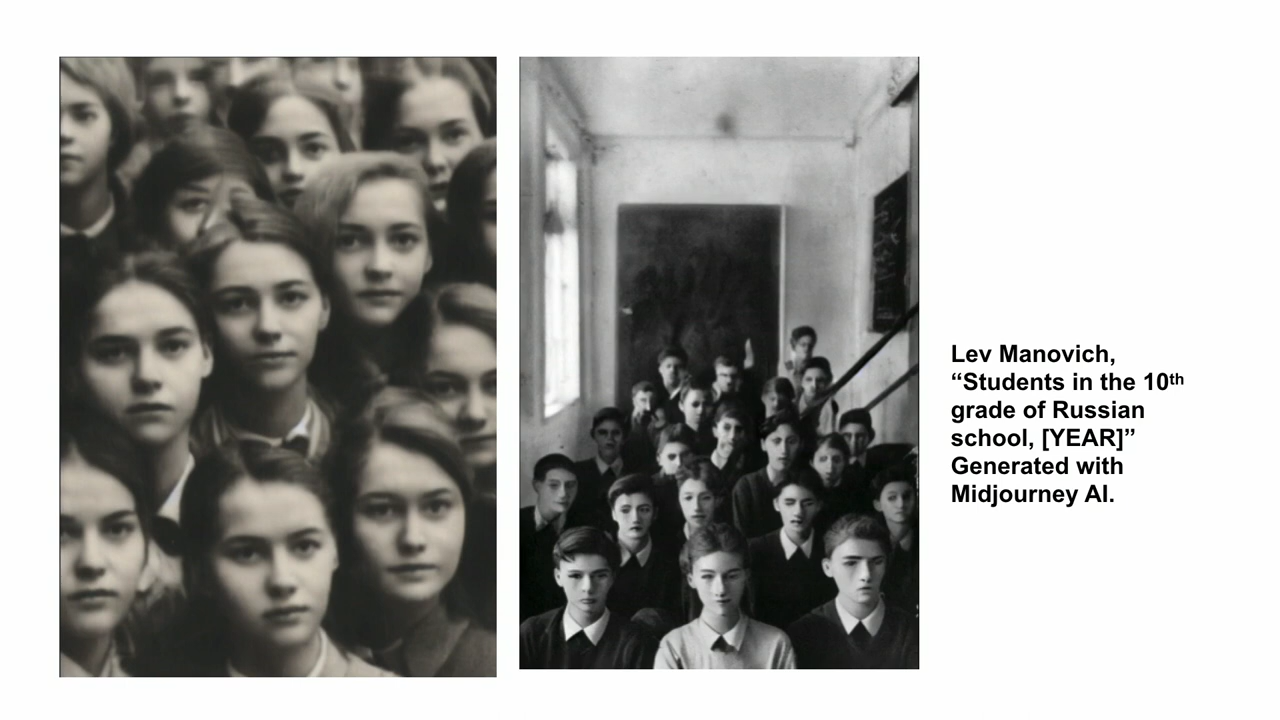 Lev Manovich,
“Students in the 10th
grade of Russian
school, [YEAR]”
Generated with
Midjourney AI.